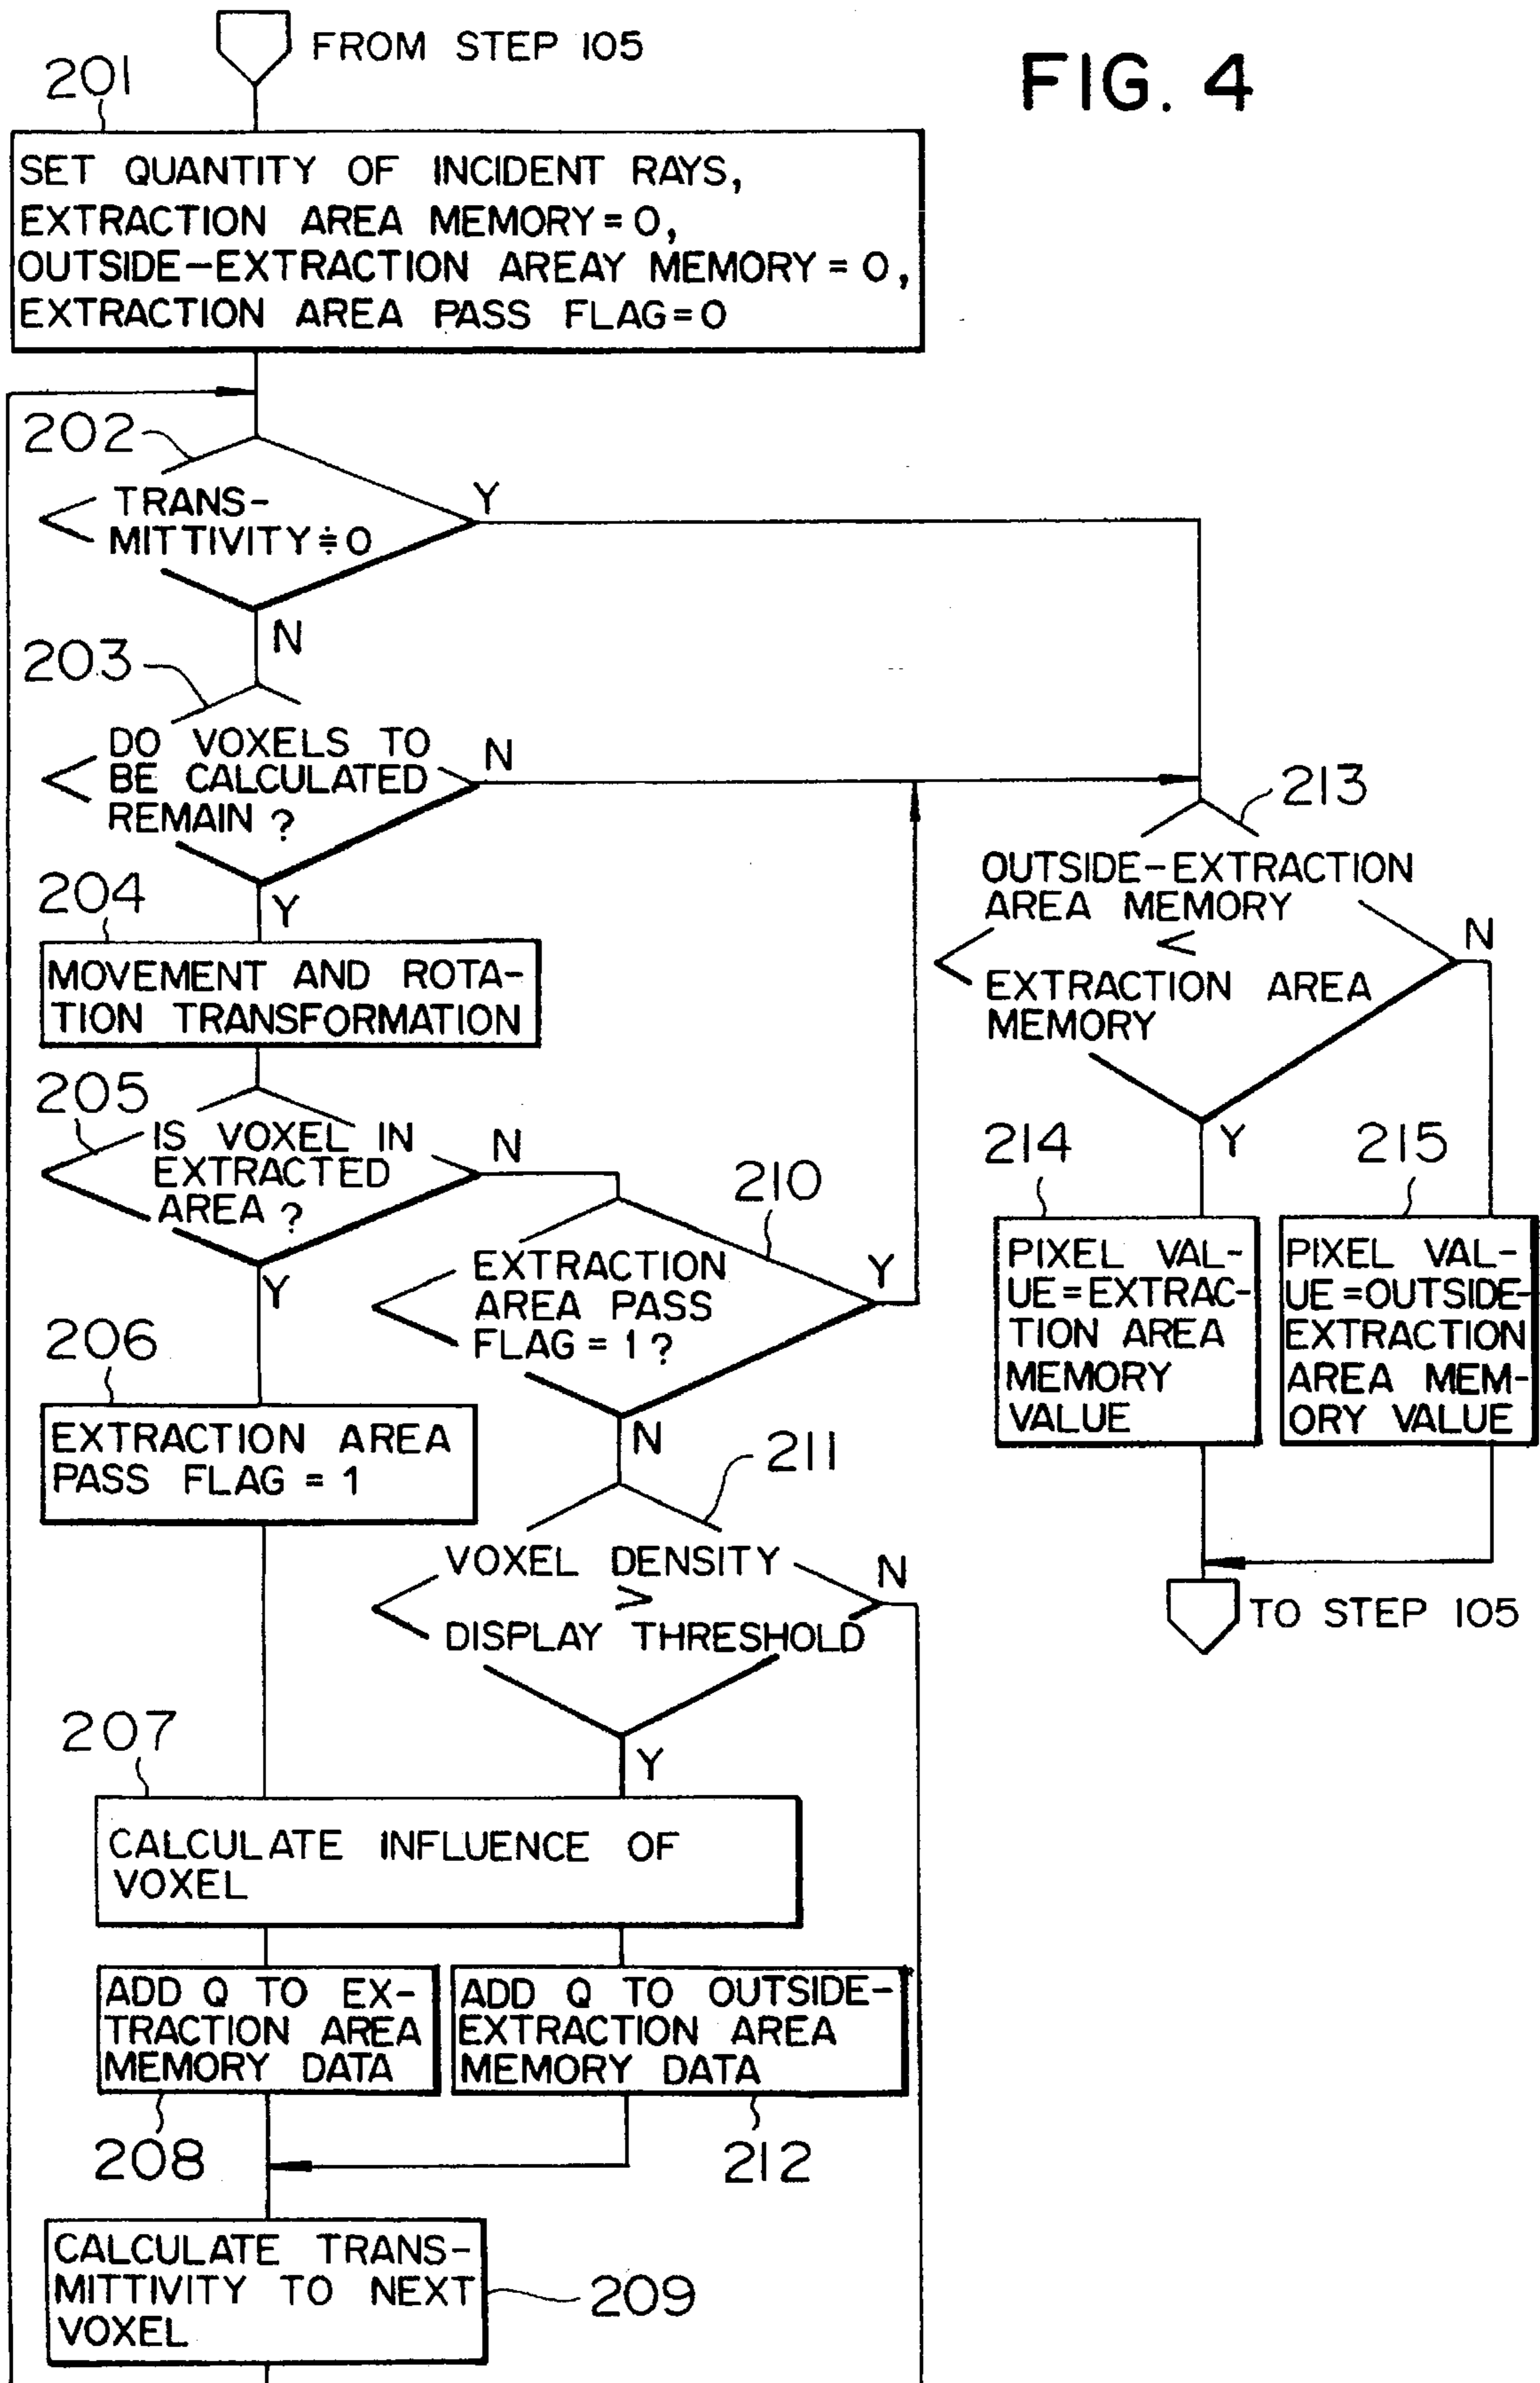 FROM STEP 105
FIG. 4
201
SET QUANTITY OF INCIDENT RAYS,
EXTRACTION AREA MEMORY=0,
OUTSIDE-EXTRACTION AREAY MEMORY=0,
EXTRACTION AREA PASS FLAG=0
202
TRANS-
MITTIVITY≑0
Y
N
203
DO VOXELS TO
BE CALCULATED
REMAIN ?
N
Y
204
MOVEMENT AND ROTA-
TION TRANSFORMATION
205
IS VOXEL IN
EXTRACTED
AREA ?
N
Y
206
EXTRACTION AREA
PASS FLAG = 1
210
EXTRACTION
AREA PASS
FLAG = 1 ?
Y
N
211
VOXEL DENSITY
>
DISPLAY THRESHOLD
N
Y
207
CALCULATE INFLUENCE OF
VOXEL
ADD Q TO EX-
TRACTION AREA
MEMORY DATA
208
ADD Q TO OUTSIDE-
EXTRACTION AREA
MEMORY DATA
212
CALCULATE TRANS-
MITTIVITY TO NEXT
VOXEL
209
213
OUTSIDE-EXTRACTION
AREA MEMORY
<
EXTRACTION AREA
MEMORY
N
Y
214
PIXEL VAL-
UE=EXTRAC-
TION AREA
MEMORY
VALUE
215
PIXEL VAL-
UE=OUTSIDE-
EXTRACTION
AREA MEM-
ORY VALUE
TO STEP 105